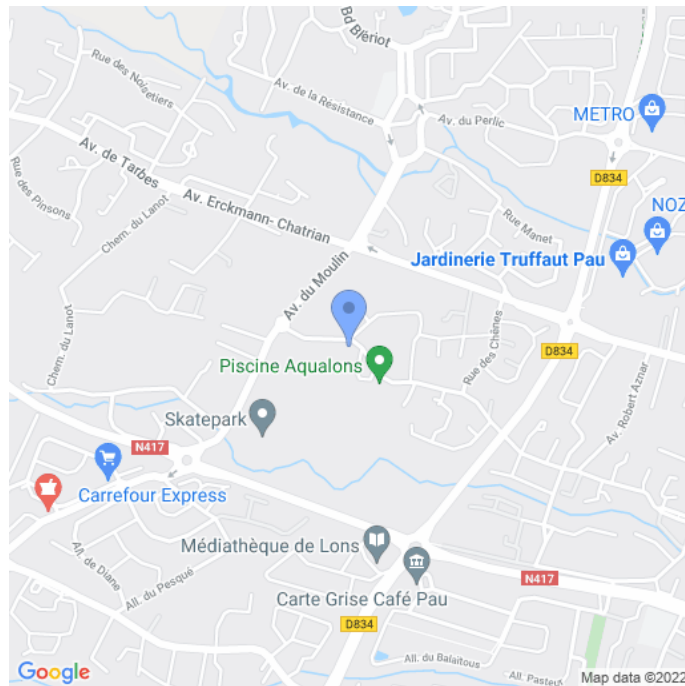 Bd Blériot
Rue des Noisetiers
Av. de la Résistance
METRO
Av. du Perlic
Av. de Tarbes
D834
Rue des Pinsons
Chem. du Lanot
Av. Erckmann- Chatrian
Rue Manet
NOZ
Jardinerie Truffaut Pau
Av. du Moulin
Chem. du Lanot
Rue des Chênes
D834
Piscine Aqualons
Av. Robert Aznar
Skatepark
N417
Carrefour Express
Médiathèque de Lons
All. de Diane
All. du Pesqué
N417
Carte Grise Café Pau
D834
All. du Balaïtous
All. Pasteur
Google
Map data ©2022